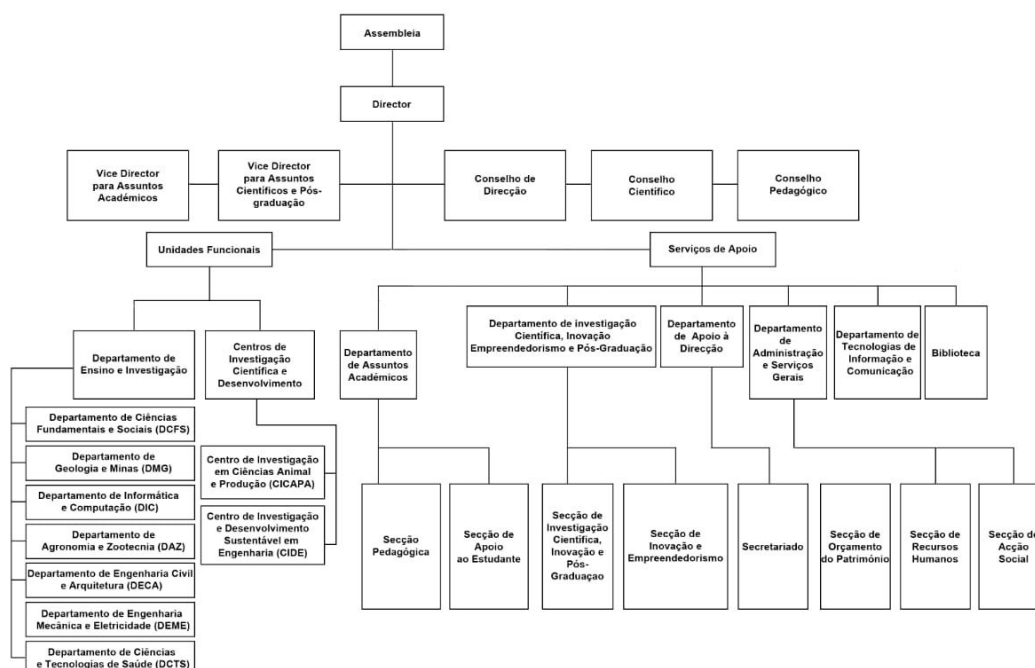 Assembleia
Director
Vice Director
para Assuntos
Académicos
Vice Director
para Assuntos
Científicos e Pós-
graduação
Conselho de
Direcção
Conselho
Científico
Conselho
Pedagógico
Unidades Funcionais
Serviços de Apoio
Departamento de
Ensino e Investigação
Centros de
Investigação
Científica e
Desenvolvimento
Departamento
de Assuntos
Académicos
Departamento de investigação
Científica, Inovação
Empreendedorismo e Pós-Graduação
Departamento
de Apoio à
Direcção
Departamento
de
Administração
e Serviços
Gerais
Departamento de
Tecnologias de
Informação e
Comunicação
Biblioteca
Departamento de Ciências
Fundamentais e Sociais (DCFS)
Departamento de
Geologia e Minas (DMG)
Departamento de Informática
e Computação (DIC)
Departamento de
Agronomia e Zootecnia (DAZ)
Departamento de Engenharia Civil
e Arquitetura (DECA)
Departamento de Engenharia
Mecânica e Eletricidade (DEME)
Departamento de Ciências
e Tecnologias de Saúde (DCTS)
Centro de Investigação
em Ciências Animal
e Produção (CICAPA)
Centro de Investigação
e Desenvolvimento
Sustentável em
Engenharia (CIDE)
Secção
Pedagógica
Secção de
Apoio
ao Estudante
Secção de
Investigação
Científica,
Inovação e
Pós-
Graduaçao
Secção de
Inovação e
Empreendedorismo
Secretariado
Secção de
Orçamento
do Património
Secção de
Recursos
Humanos
Secção de
Acção
Social